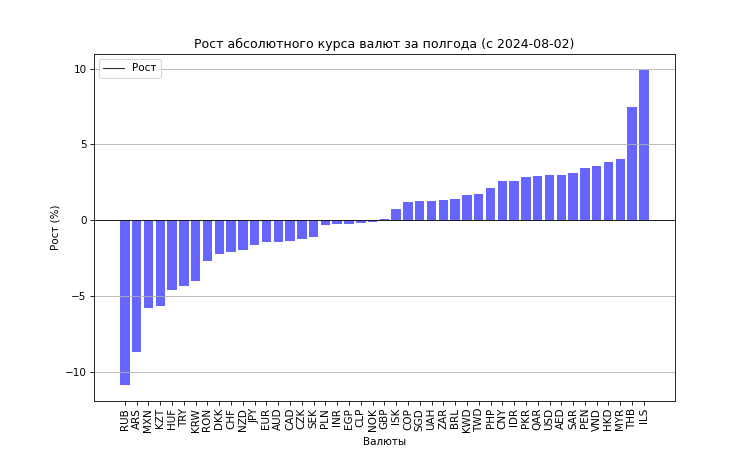 Рост абсолютного курса валют за полгода (с 2024-08-02)
Рост
10
5
0
−5
−10
Рост (%)
RUB
ARS
MXN
KZT
HUF
TRY
KRW
RON
DKK
CHF
NZD
JPY
EUR
AUD
CAD
CZK
SEK
PLN
INR
EGP
CLP
NOK
GBP
ISK
COP
SGD
UAH
ZAR
BRL
KWD
TWD
PHP
CNY
IDR
PKR
QAR
USD
AED
SAR
PEN
VND
HKD
MYR
THB
ILS
Валюты